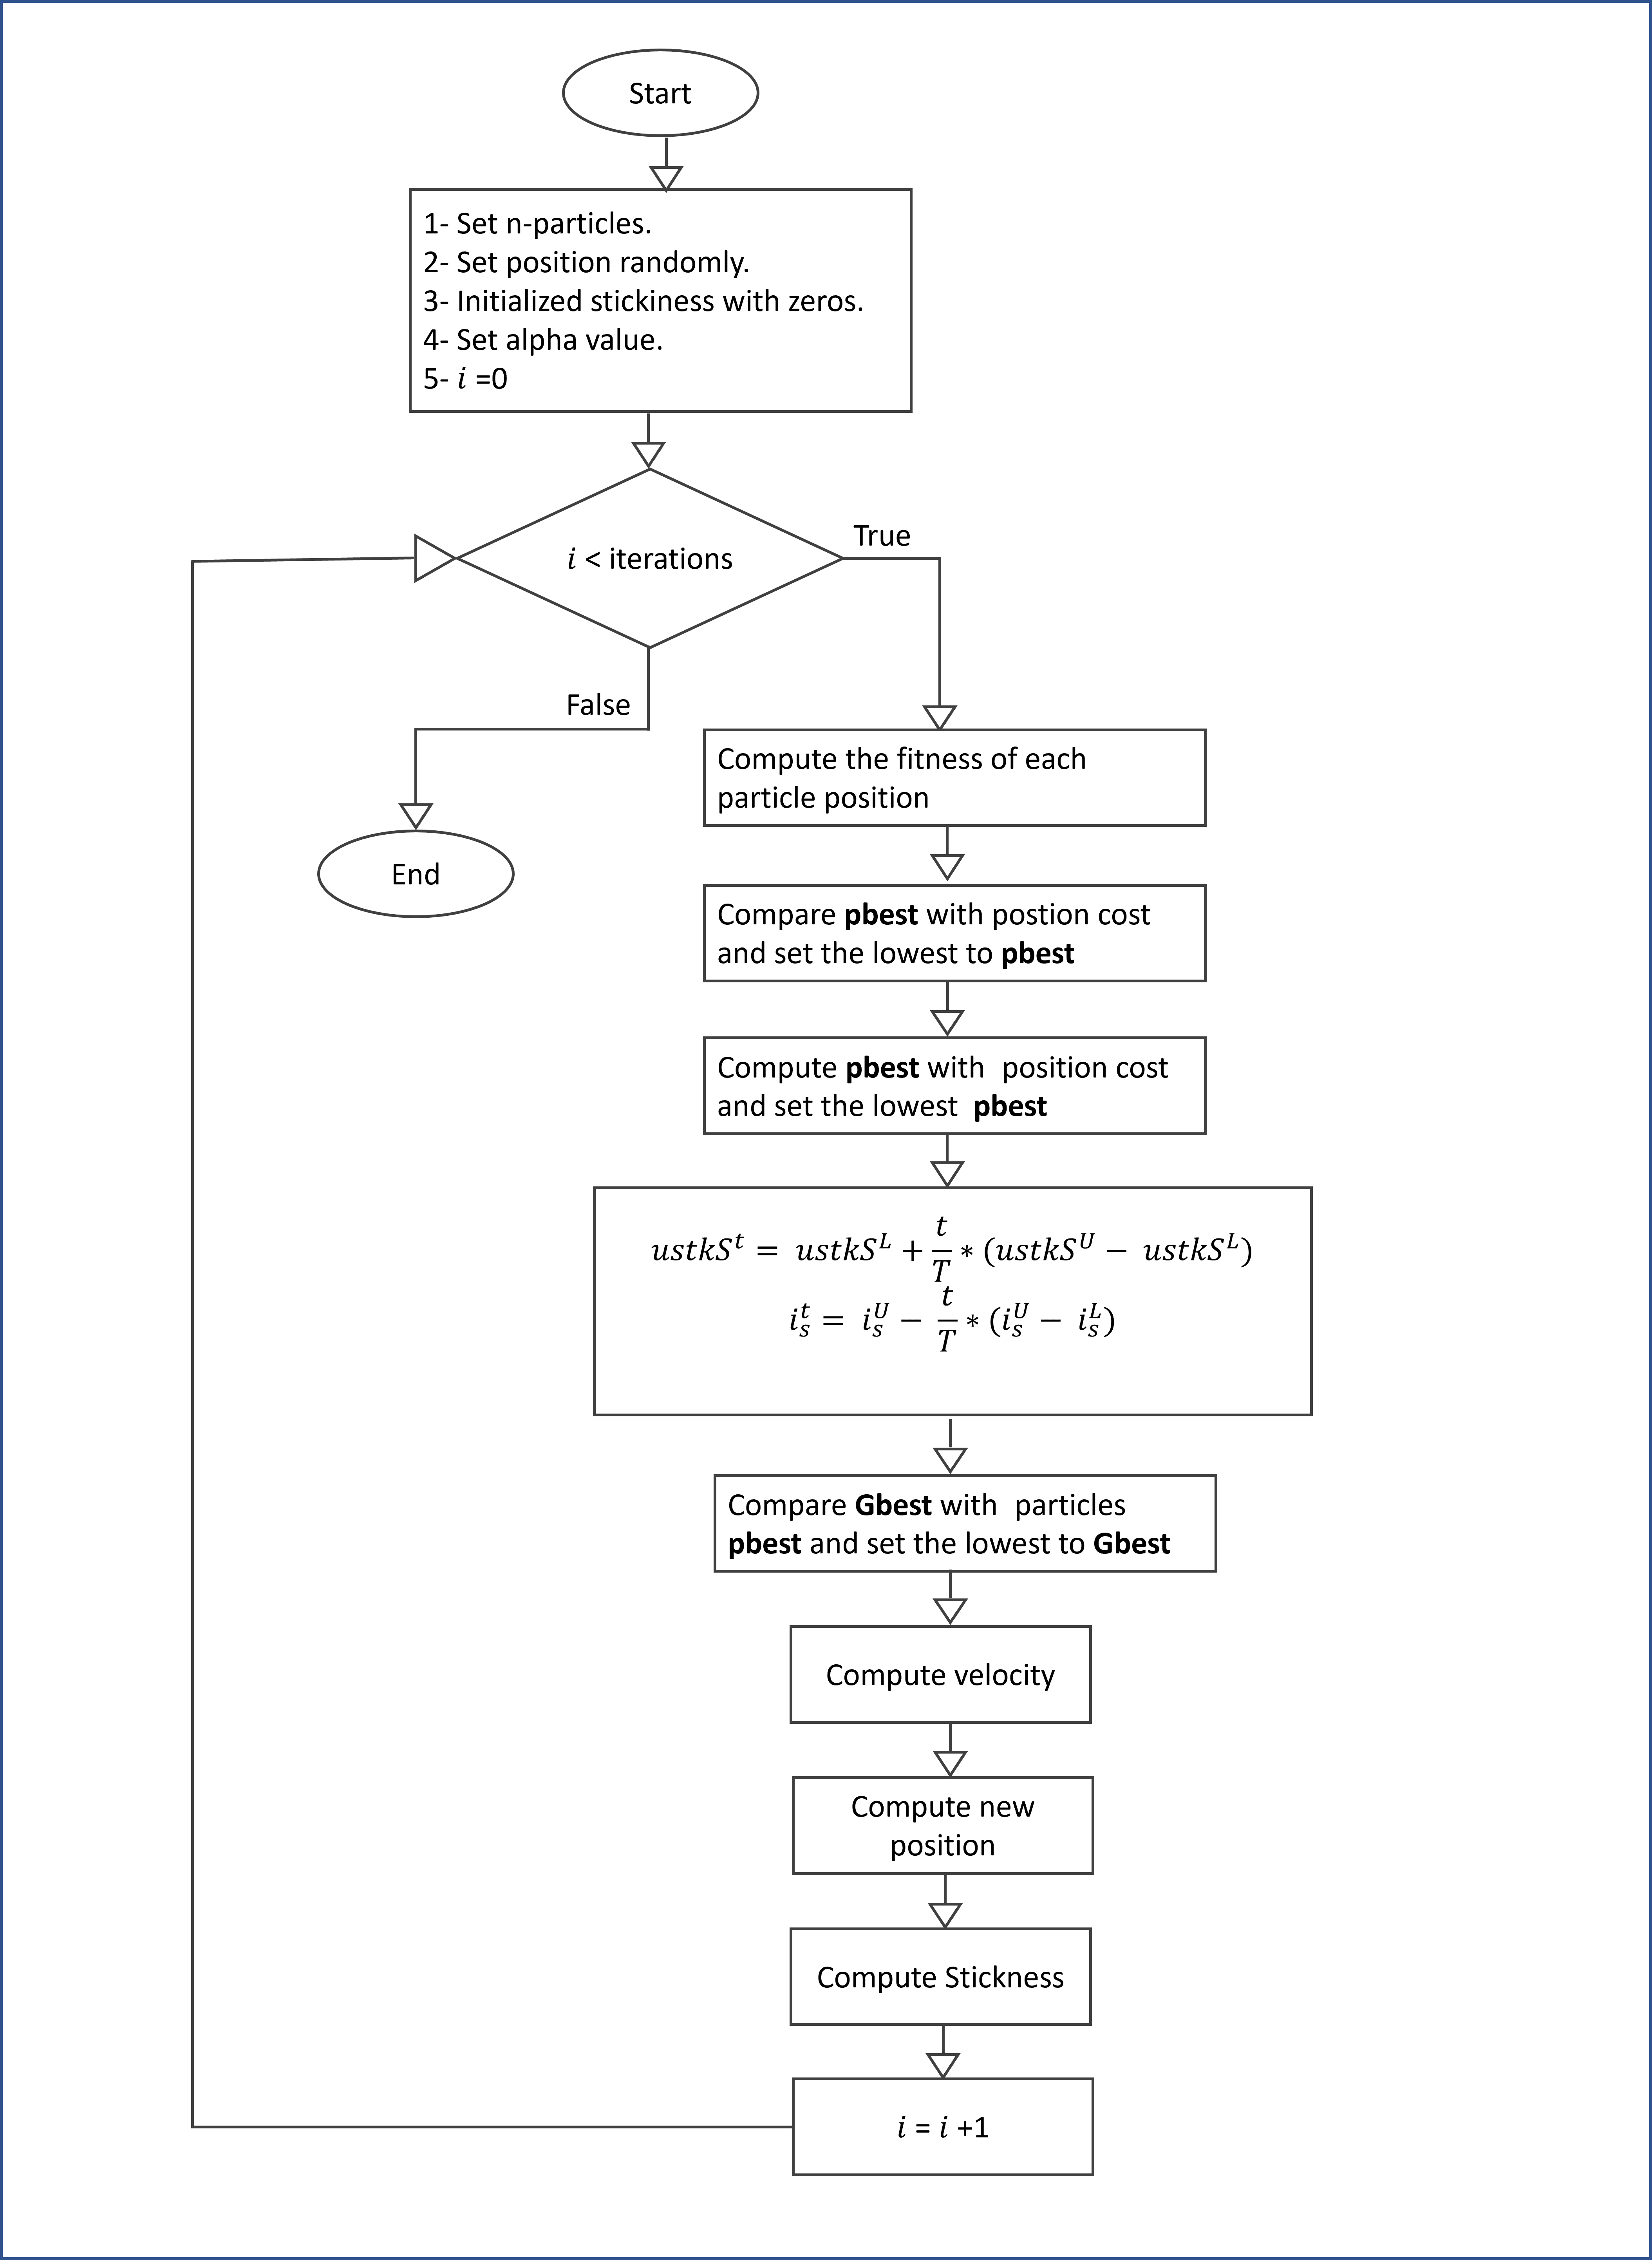 Start
1- Set n-particles.
2- Set position randomly.
3- Initialized stickiness with zeros.
4- Set alpha value.
5- 𝑖 =0
𝑖 < iterations
True
False
End
Compute the fitness of each
particle position
Compare pbest with postion cost
and set the lowest to pbest
Compute pbest with position cost
and set the lowest pbest
ustkS^t = ustkS^L + t/T * (ustkS^U − ustkS^L)
i_s^t = i_s^U − t/T * (i_s^U − i_s^L)
Compare Gbest with particles
pbest and set the lowest to Gbest
Compute velocity
Compute new
position
Compute Stickness
𝑖 = 𝑖 +1